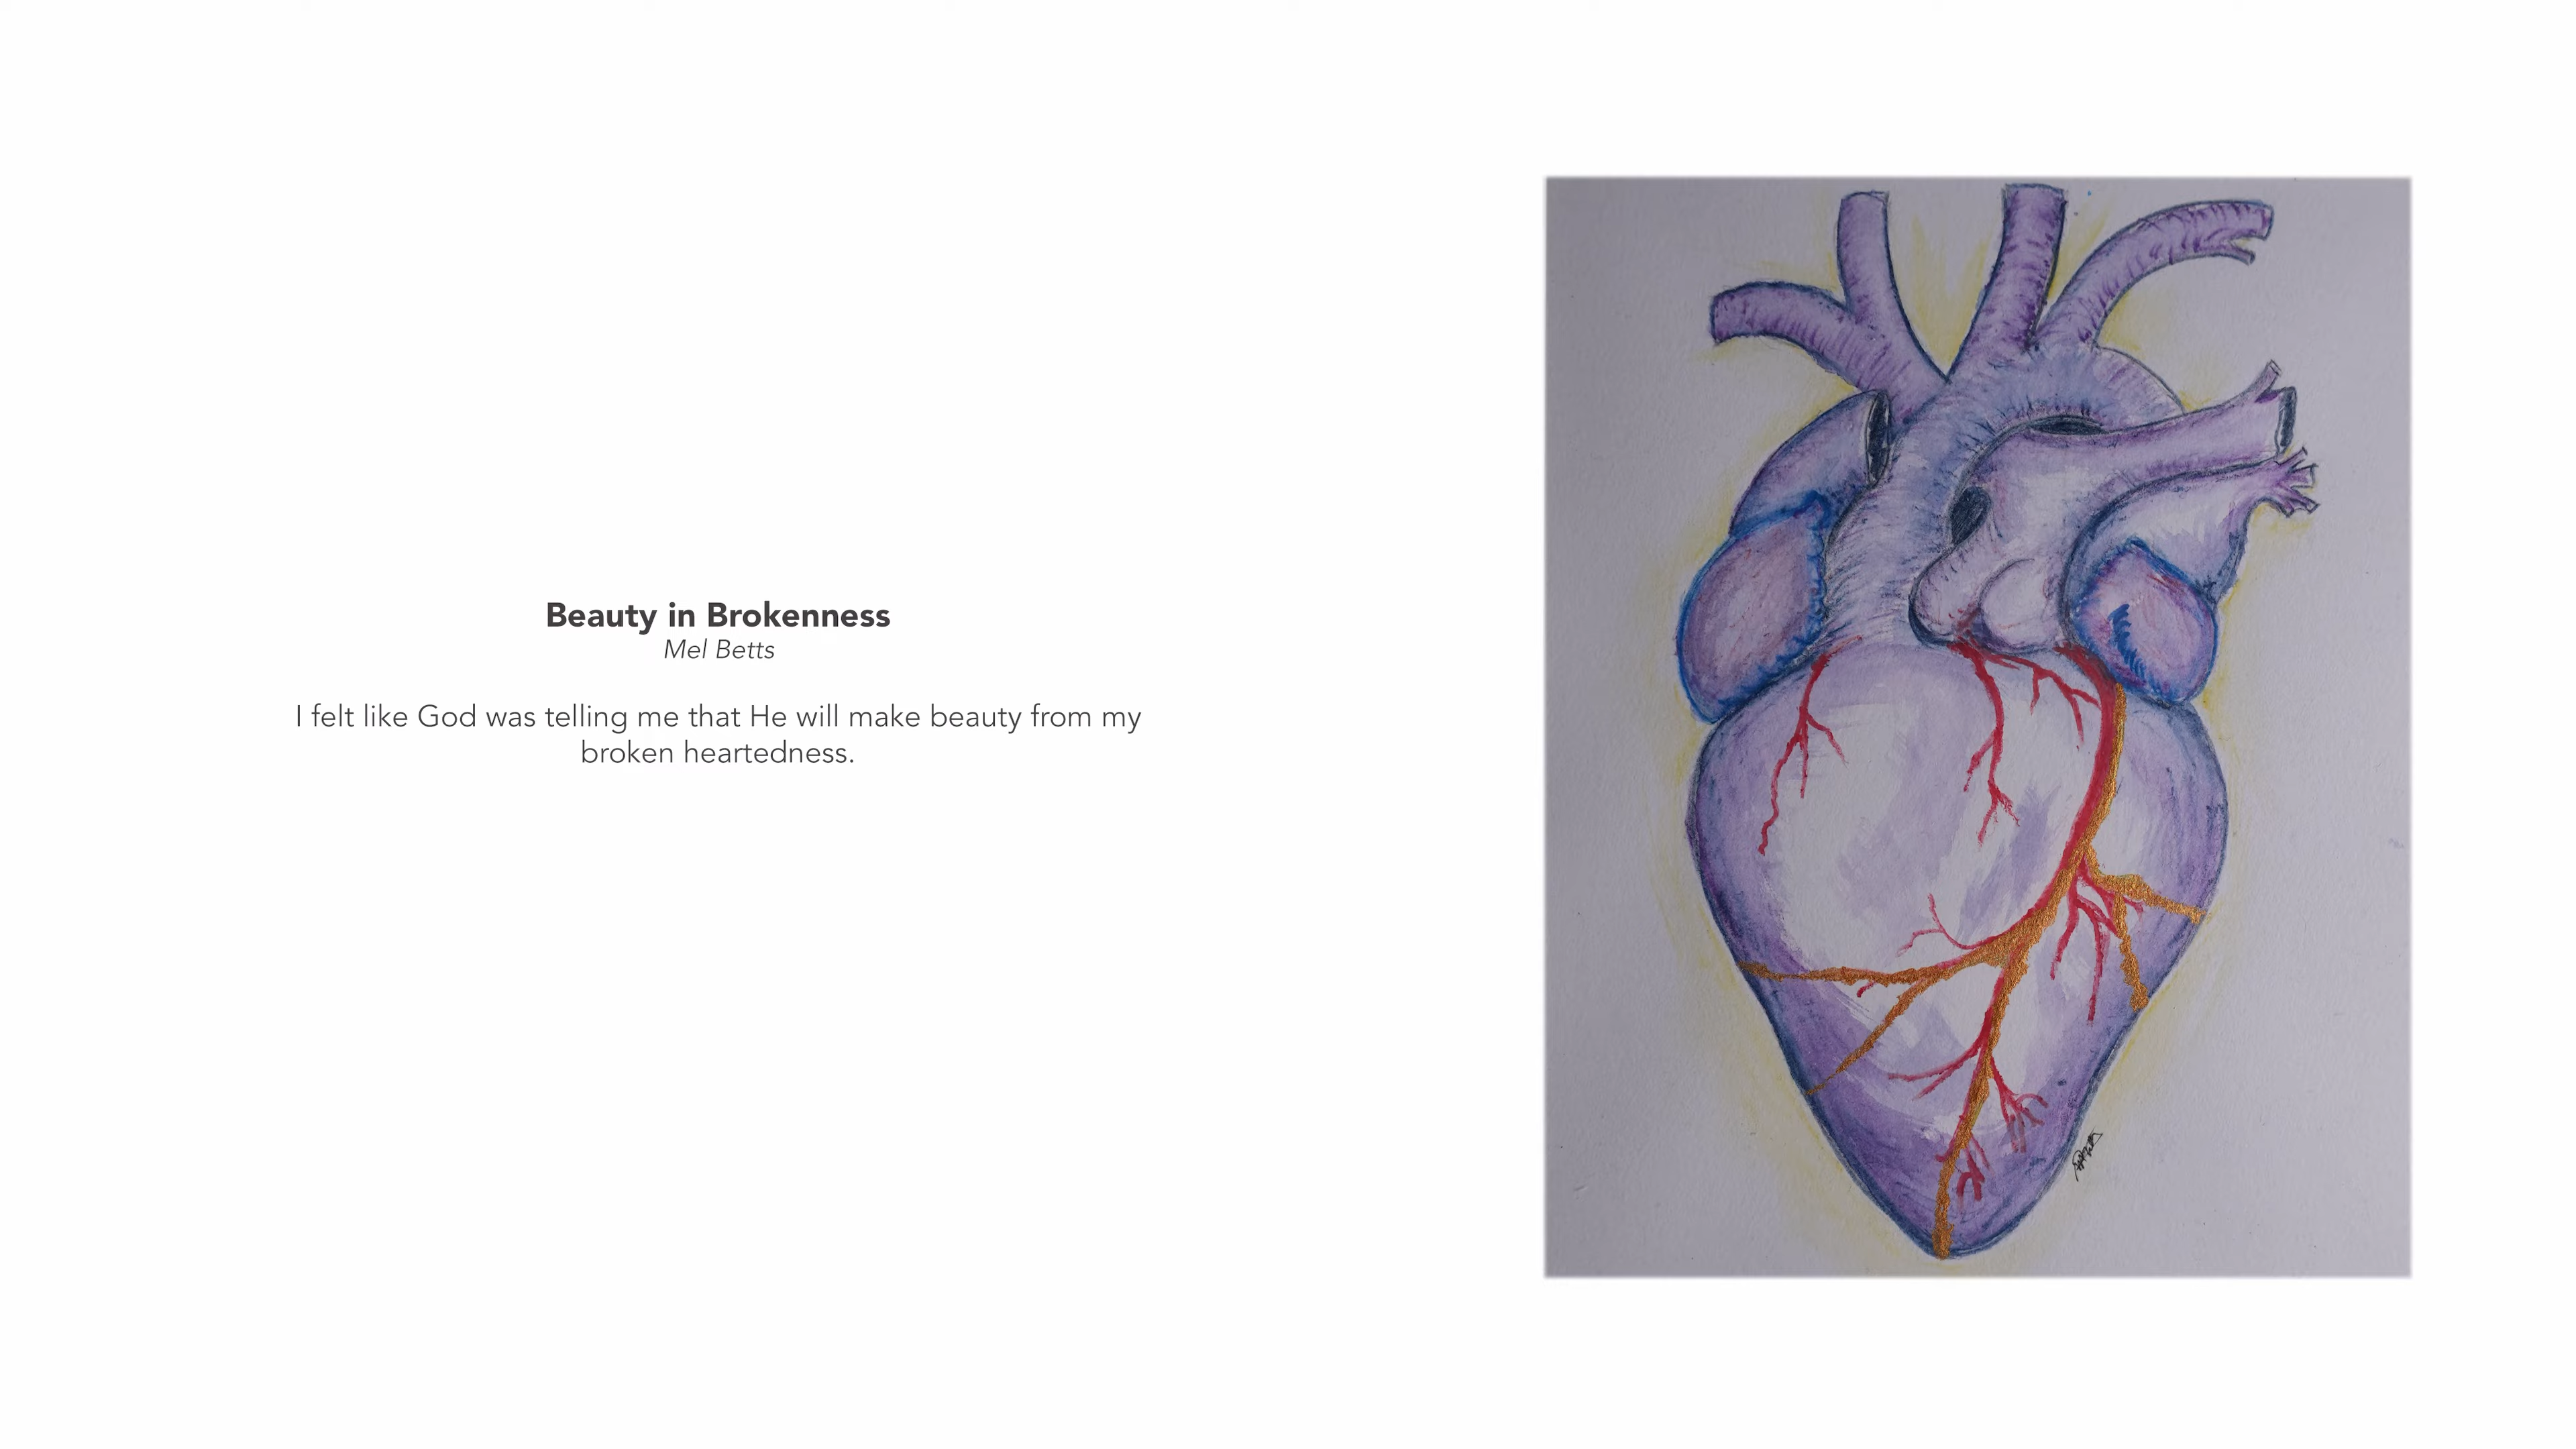 Beauty in Brokenness
Mel Betts
I felt like God was telling me that He will make beauty from my
broken heartedness.